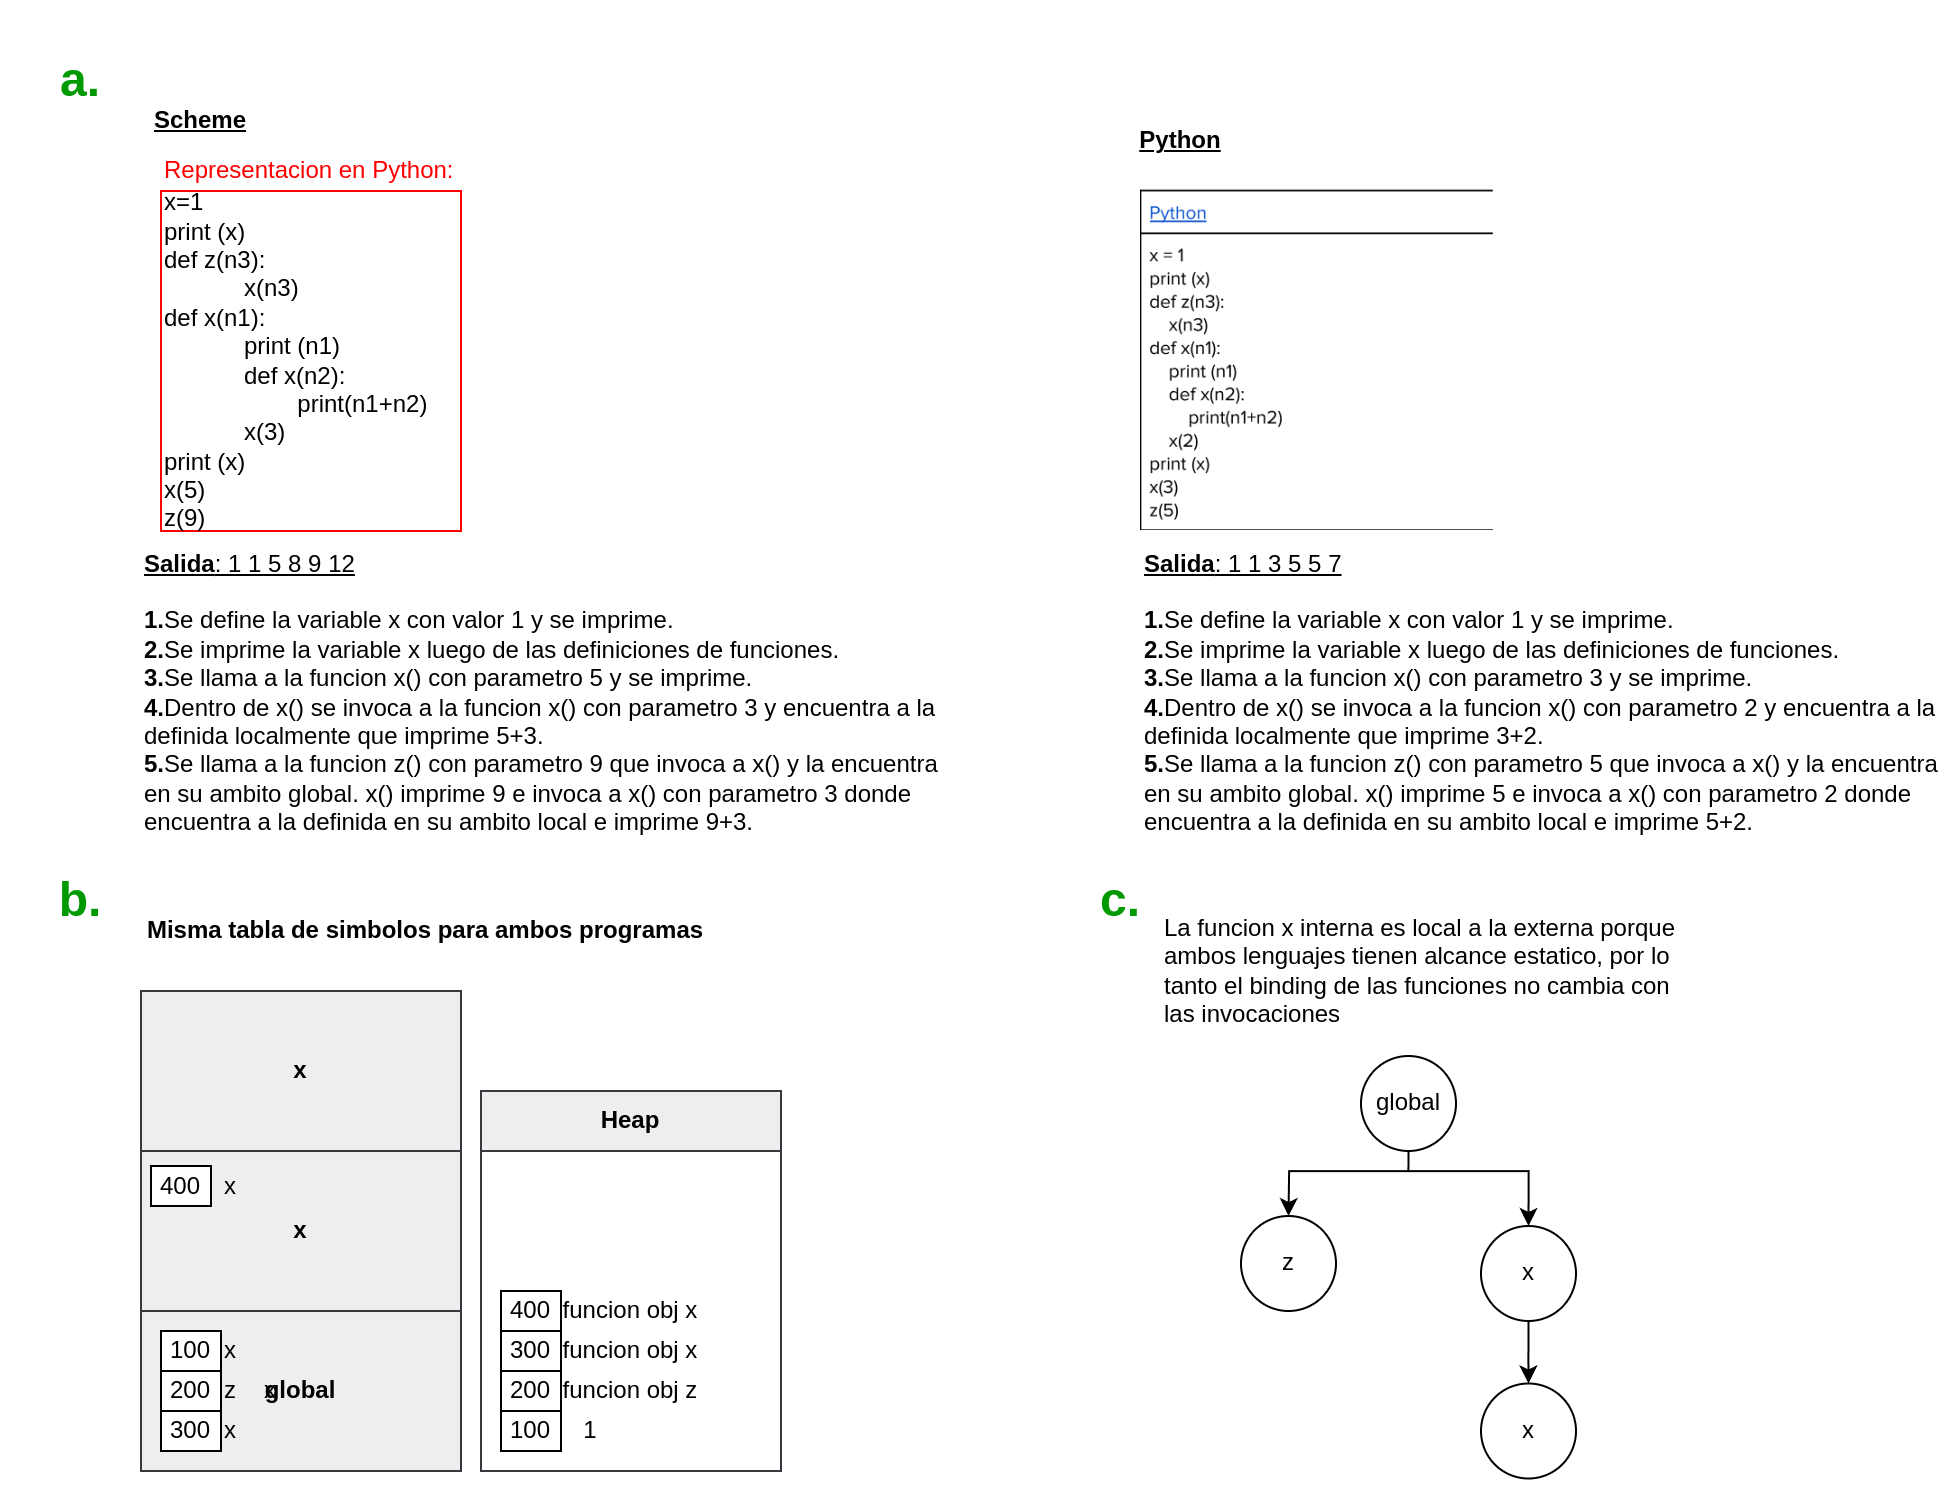 a.
Scheme
Representacion en Python:
x=1
print (x)
def z(n3):
x(n3)
def x(n1):
print (n1)
def x(n2):
print(n1+n2)
x(3)
print (x)
x(5)
z(9)
Salida: 1 1 5 8 9 12
1.Se define la variable x con valor 1 y se imprime.
2.Se imprime la variable x luego de las definiciones de funciones.
3.Se llama a la funcion x() con parametro 5 y se imprime.
4.Dentro de x() se invoca a la funcion x() con parametro 3 y encuentra a la
definida localmente que imprime 5+3.
5.Se llama a la funcion z() con parametro 9 que invoca a x() y la encuentra
en su ambito global. x() imprime 9 e invoca a x() con parametro 3 donde
encuentra a la definida en su ambito local e imprime 9+3.
Python
Python
x = 1
print (x)
def z(n3):
x(n3)
def x(n1):
print (n1)
def x(n2):
print(n1+n2)
x(2)
print (x)
x(3)
z(5)
Salida: 1 1 3 5 5 7
1.Se define la variable x con valor 1 y se imprime.
2.Se imprime la variable x luego de las definiciones de funciones.
3.Se llama a la funcion x() con parametro 3 y se imprime.
4.Dentro de x() se invoca a la funcion x() con parametro 2 y encuentra a la
definida localmente que imprime 3+2.
5.Se llama a la funcion z() con parametro 5 que invoca a x() y la encuentra
en su ambito global. x() imprime 5 e invoca a x() con parametro 2 donde
encuentra a la definida en su ambito local e imprime 5+2.
b.
Misma tabla de simbolos para ambos programas
x
400 x
x
100 x
200 z x global
300 x
Heap
400 funcion obj x
300 funcion obj x
200 funcion obj z
100 1
c.
La funcion x interna es local a la externa porque
ambos lenguajes tienen alcance estatico, por lo
tanto el binding de las funciones no cambia con
las invocaciones
global
z
x
x